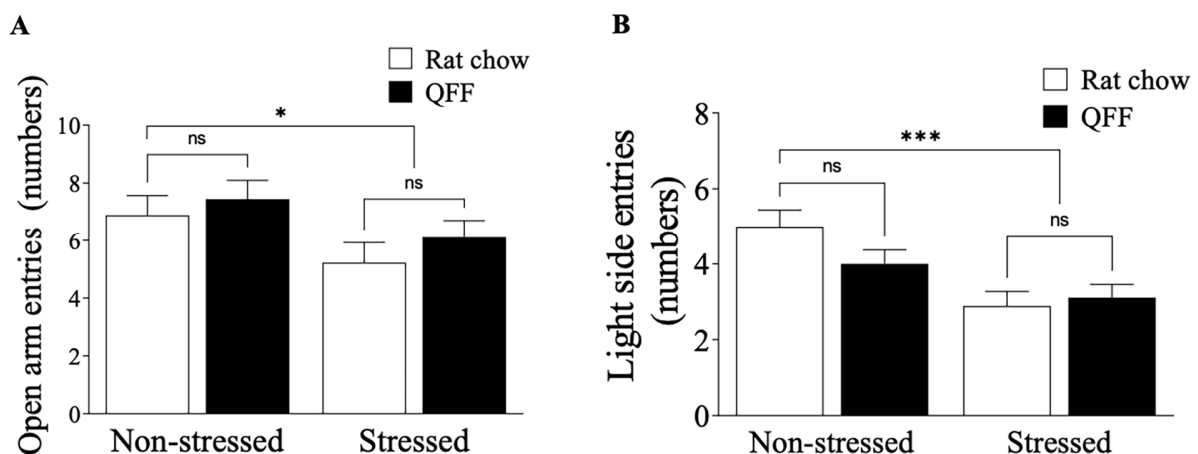 A
Rat chow
QFF
Open arm entries (numbers)
10
8
6
4
2
0
*
ns
ns
Non-stressed
Stressed
B
Rat chow
QFF
Light side entries
(numbers)
8
6
4
2
0
***
ns
ns
Non-stressed
Stressed